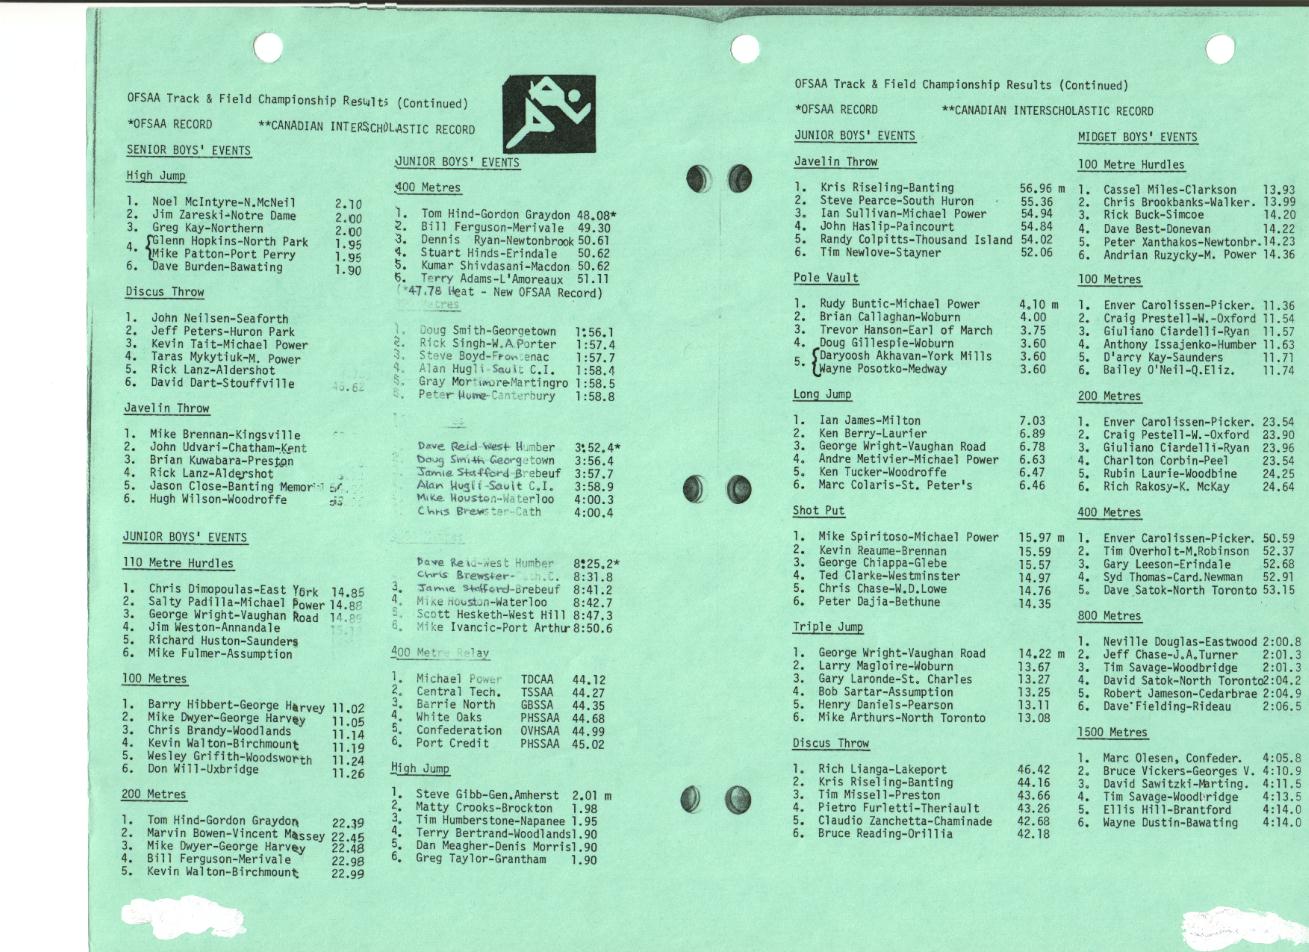 OFSAA Track & Field Championship Results (Continued)
*OFSAA RECORD **CANADIAN INTERSCHOLASTIC RECORD
SENIOR BOYS' EVENTS
High Jump
1. Noel McIntyre-N.McNeil 2.10
2. Jim Zareski-Notre Dame 2.00
3. Greg Kay-Northern 2.00
4. Glenn Hopkins-North Park 1.95
Mike Patton-Port Perry 1.95
6. Dave Burden-Bawating 1.90
Discus Throw
1. John Neilsen-Seaforth
2. Jeff Peters-Huron Park
3. Kevin Tait-Michael Power
4. Taras Mykytiuk-M. Power
5. Rick Lanz-Aldershot
6. David Dart-Stouffville
Javelin Throw
1. Mike Brennan-Kingsville
2. John Udvari-Chatham-Kent
3. Brian Kuwabara-Preston
4. Rick Lanz-Aldershot
5. Jason Close-Banting Memor
6. Hugh Wilson-Woodroffe
JUNIOR BOYS' EVENTS
110 Metre Hurdles
1. Chris Dimopoulas-East York 14.85
2. Salty Padilla-Michael Power 14.88
3. George Wright-Vaughan Road
4. Jim Weston-Annandale
5. Richard Huston-Saunders
6. Mike Fulmer-Assumption
100 Metres
1. Barry Hibbert-George Harvey 11.02
2. Mike Dwyer-George Harvey 11.05
3. Chris Brandy-Woodlands 11.14
4. Kevin Walton-Birchmount 11.19
5. Wesley Griffith-Woodsworth 11.24
6. Don Will-Uxbridge 11.26
200 Metres
1. Tom Hind-Gordon Graydon 22.39
2. Marvin Bowen-Vincent Massey 22.45
3. Mike Dwyer-George Harvey 22.48
4. Bill Ferguson-Merivale 22.98
5. Kevin Walton-Birchmount 22.99
JUNIOR BOYS' EVENTS
400 Metres
1. Tom Hind-Gordon Graydon 48.08*
2. Bill Ferguson-Merivale 49.30
3. Dennis Ryan-Newtonbrook 50.61
4. Stuart Hinds-Erindale 50.62
5. Kumar Shivdasani-Macdon 50.62
6. Terry Adams-L'Amoreaux 51.11
(*47.78 Heat - New OFSAA Record)
1. Doug Smith-Georgetown 1:56.1
2. Rick Singh-W.A.Porter 1:57.4
3. Steve Boyd-Frontenac 1:57.7
4. Alan Hugli-Sault C.I. 1:58.4
5. Gray Mortimore-Martingro 1:58.5
6. Peter Hume-Canterbury 1:58.8
Dave Reid-West Humber 3:52.4*
Doug Smith-Georgetown 3:56.4
Jamie Stafford-Brebeuf 3:57.7
Alan Hugli-Sault C.I. 3:58.9
Mike Houston-Waterloo 4:00.3
Chris Brewster-Cath 4:00.4
Dave Reid-West Humber 8:25.2*
Chris Brewster- 8:31.8
3. Jamie Stafford-Brebeuf 8:41.2
4. Mike Houston-Waterloo 8:42.7
5. Scott Hesketh-West Hill 8:47.3
6. Mike Ivancic-Port Arthur 8:50.6
400 Metre Relay
1. Michael Power TDCAA 44.12
2. Central Tech. TSSAA 44.27
3. Barrie North GBSSA 44.35
4. White Oaks PHSSAA 44.68
5. Confederation OVHSAA 44.99
6. Port Credit PHSSAA 45.02
High Jump
1. Steve Gibb-Gen.Amherst 2.01 m
2. Matty Crooks-Brockton 1.98
3. Tim Humberstone-Napanee 1.95
4. Terry Bertrand-Woodlands1.90
5. Dan Meagher-Denis Morris1.90
6. Greg Taylor-Grantham 1.90
OFSAA Track & Field Championship Results (Continued)
*OFSAA RECORD **CANADIAN INTERSCHOLASTIC RECORD
JUNIOR BOYS' EVENTS
Javelin Throw
1. Kris Riseling-Banting 56.96 m
2. Steve Pearce-South Huron 55.36
3. Ian Sullivan-Michael Power 54.94
4. John Haslip-Paincourt 54.84
5. Randy Colpitts-Thousand Island 54.02
6. Tim Newlove-Stayner 52.06
Pole Vault
1. Rudy Buntic-Michael Power 4.10 m
2. Brian Callaghan-Woburn 4.00
3. Trevor Hanson-Earl of March 3.75
4. Doug Gillespie-Woburn 3.60
5. Daryoosh Akhavan-York Mills 3.60
Wayne Posotko-Medway 3.60
Long Jump
1. Ian James-Milton 7.03
2. Ken Berry-Laurier 6.89
3. George Wright-Vaughan Road 6.78
4. Andre Metivier-Michael Power 6.63
5. Ken Tucker-Woodroffe 6.47
6. Marc Colaris-St. Peter's 6.46
Shot Put
1. Mike Spiritoso-Michael Power 15.97 m
2. Kevin Reaume-Brennan 15.59
3. George Chiappa-Glebe 15.57
4. Ted Clarke-Westminster 14.97
5. Chris Chase-W.D.Lowe 14.76
6. Peter Dajia-Bethune 14.35
Triple Jump
1. George Wright-Vaughan Road 14.22 m
2. Larry Magloire-Woburn 13.67
3. Gary Laronde-St. Charles 13.27
4. Bob Sartar-Assumption 13.25
5. Henry Daniels-Pearson 13.11
6. Mike Arthurs-North Toronto 13.08
Discus Throw
1. Rich Lianga-Lakeport 46.42
2. Kris Riseling-Banting 44.16
3. Tim Missell-Preston 43.66
4. Pietro Furletti-Theriault 43.26
5. Claudio Zanchetta-Chaminade 42.68
6. Bruce Reading-Orillia 42.18
MIDGET BOYS' EVENTS
100 Metre Hurdles
1. Cassel Miles-Clarkson 13.93
2. Chris Brookbanks-Walker. 13.99
3. Rick Buck-Simcoe 14.20
4. Dave Best-Donevan 14.22
5. Peter Xanthakos-Newtonbr.14.23
6. Andrian Ruzycky-M. Power 14.36
100 Metres
1. Enver Carolissen-Picker. 11.36
2. Craig Prestell-W.-Oxford 11.54
3. Giuliano Ciardelli-Ryan 11.57
4. Anthony Issajenko-Humber 11.63
5. D'arcy Kay-Saunders 11.71
6. Bailey O'Neil-Q.Eliz. 11.74
200 Metres
1. Enver Carolissen-Picker. 23.54
2. Craig Pestell-W.-Oxford 23.90
3. Giuliano Ciardelli-Ryan 23.96
4. Charlton Corbin-Peel 23.54
5. Rubin Laurie-Woodbine 24.25
6. Rich Rakosy-K. McKay 24.64
400 Metres
1. Enver Carolissen-Picker. 50.59
2. Tim Overholt-M.Robinson 52.37
3. Gary Leeson-Erindale 52.68
4. Syd Thomas-Card.Newman 52.91
5. Dave Satok-North Toronto 53.15
800 Metres
1. Neville Douglas-Eastwood 2:00.8
2. Jeff Chase-J.A.Turner 2:01.3
3. Tim Savage-Woodbridge 2:01.3
4. David Satok-North Toronto2:04.2
5. Robert Jameson-Cedarbrae 2:04.9
6. Dave Fielding-Rideau 2:06.5
1500 Metres
1. Marc Olesen, Confeder. 4:05.8
2. Bruce Vickers-Georges V. 4:10.9
3. David Sawitzki-Marting. 4:11.5
4. Tim Savage-Woodbridge 4:13.5
5. Ellis Hill-Brantford 4:14.0
6. Wayne Dustin-Bawating 4:14.0